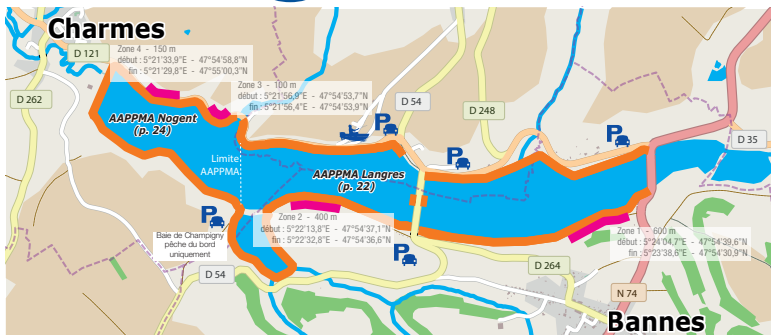 Charmes
Zone 4 - 150 m
début : 5°21'33,9"E - 47°54'58,8"N
fin : 5°21'29,8"E - 47°55'00,3"N
D 121
Zone 3 - 100 m
début : 5°21'56,9"E - 47°54'53,7"N
fin : 5°21'56,4"E - 47°54'53,9"N
D 262
D 54
D 248
AAPPMA Nogent
(p. 24)
P
P
P
D 35
Limite
AAPPMA
AAPPMA Langres
(p. 22)
P
Baie de Champigny
pêche du bord
uniquement
Zone 2 - 400 m
début : 5°22'13,8"E - 47°54'37,1"N
fin : 5°22'32,8"E - 47°54'36,6"N
Zone 1 - 600 m
début : 5°24'04,7"E - 47°54'39,6"N
fin : 5°23'38,6"E - 47°54'30,9"N
P
D 54
D 264
N 74
Bannes